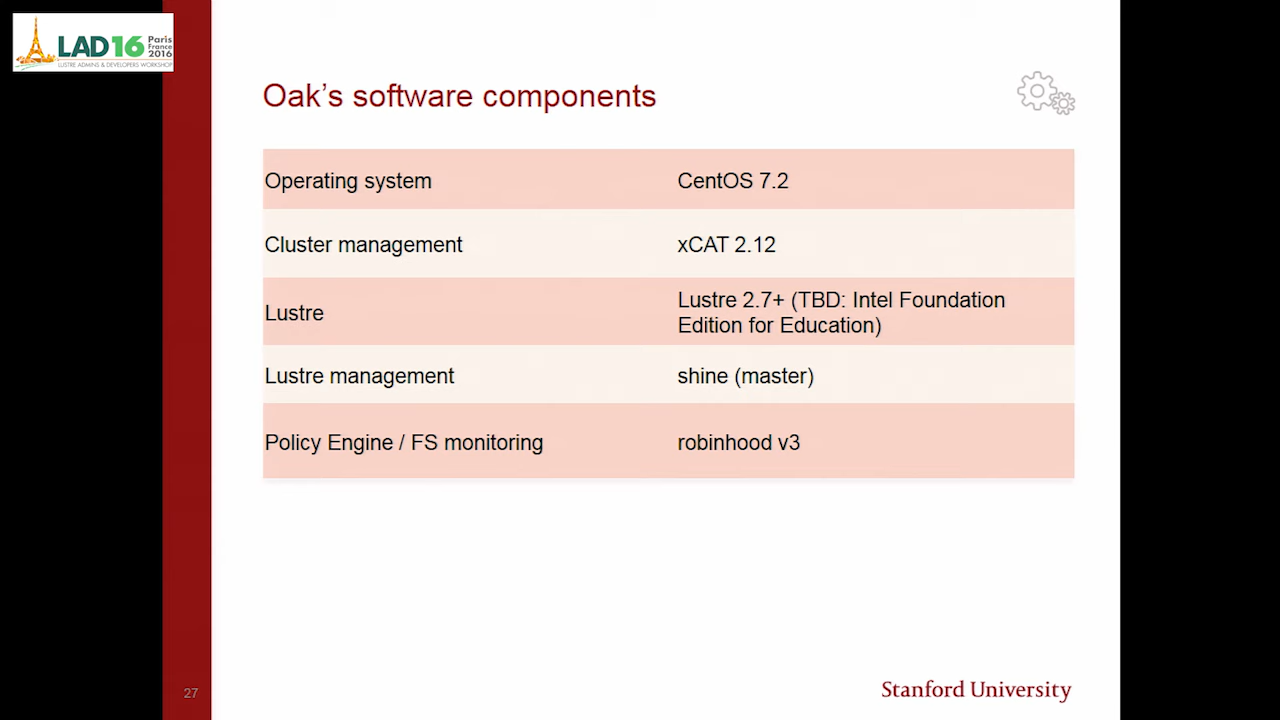 LAD16 Paris France 2016
LUSTRE ADMINS & DEVELOPERS WORKSHOP
Oak's software components
Operating system CentOS 7.2
Cluster management xCAT 2.12
Lustre Lustre 2.7+ (TBD: Intel Foundation
Edition for Education)
Lustre management shine (master)
Policy Engine / FS monitoring robinhood v3
27
Stanford University